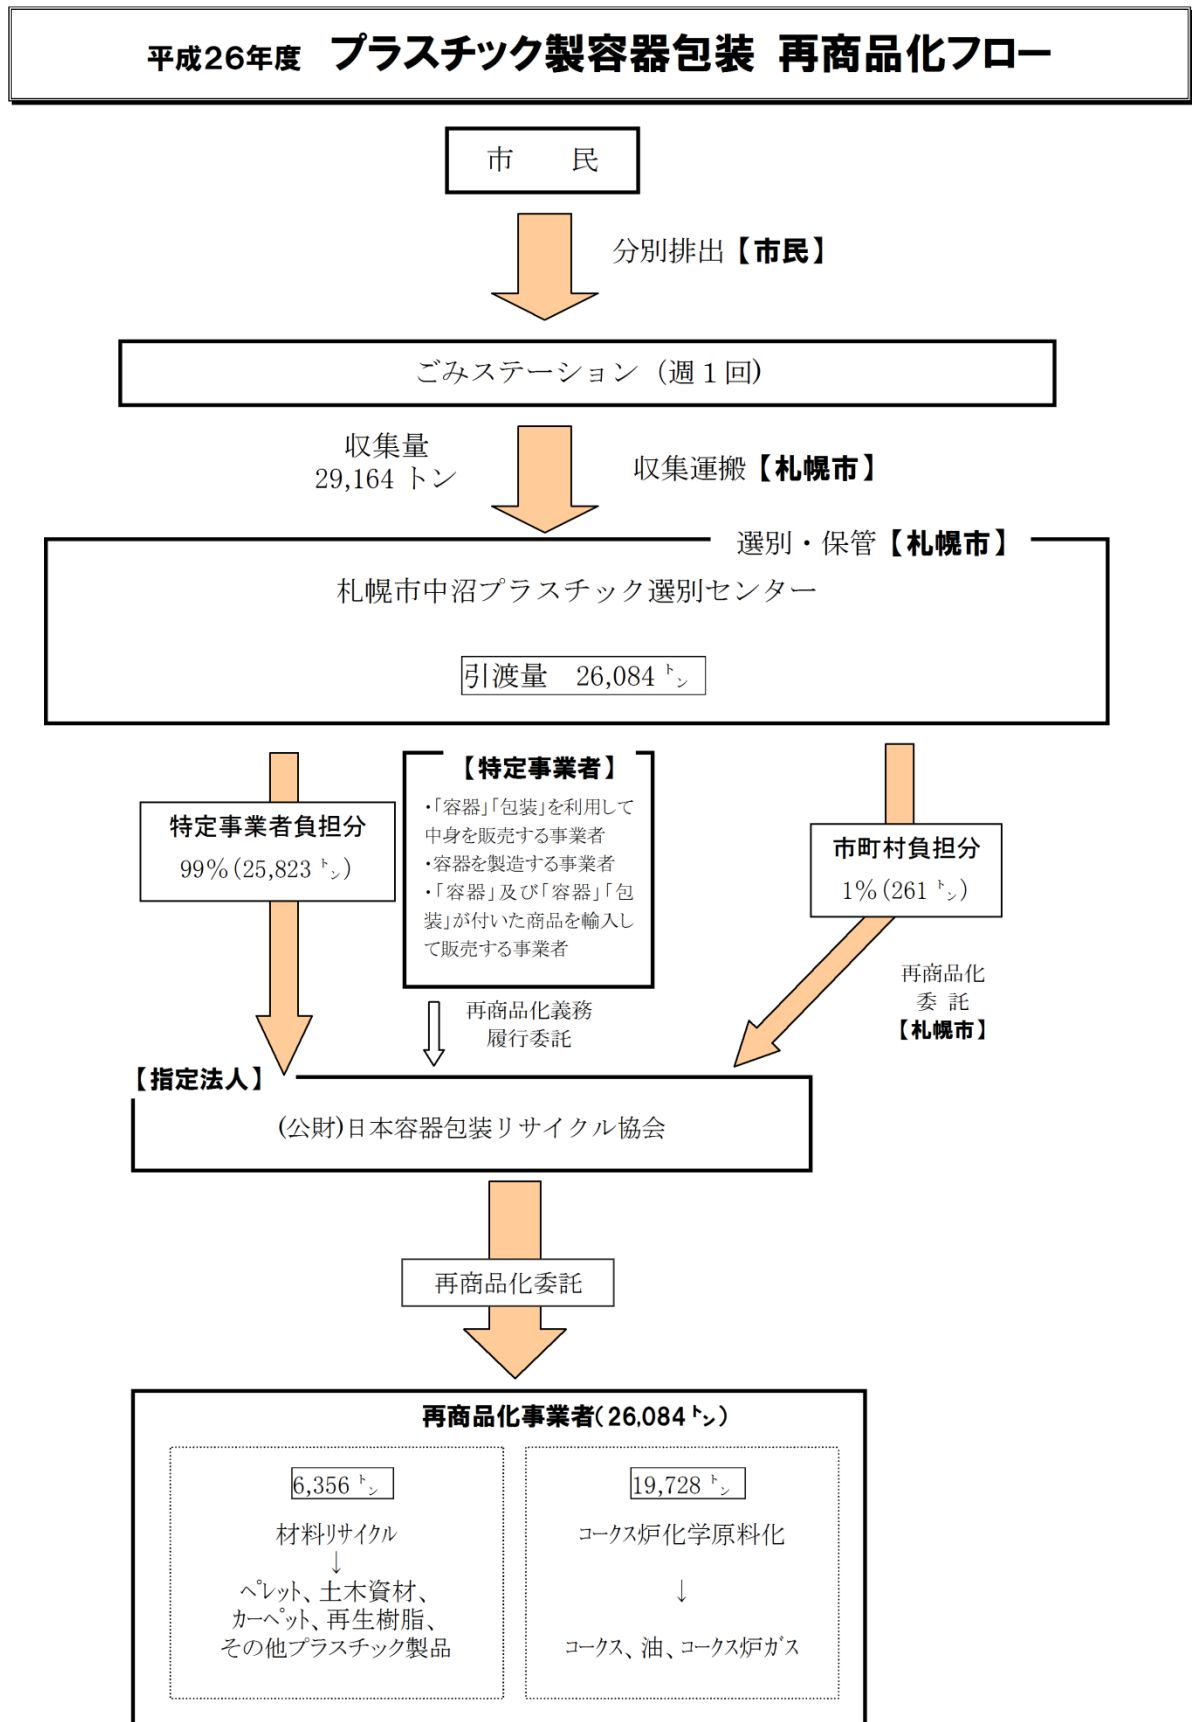 平成26年度 プラスチック製容器包装 再商品化フロー
市　民
分別排出【市民】
ごみステーション（週１回）
収集量
29,164 トン
収集運搬【札幌市】
選別・保管【札幌市】
札幌市中沼プラスチック選別センター
引渡量　26,084 トン
特定事業者負担分
99％(25,823 トン)
【特定事業者】
・「容器」「包装」を利用して
中身を販売する事業者
・容器を製造する事業者
・「容器」及び「容器」「包
装」が付いた商品を輸入し
て販売する事業者
市町村負担分
1％(261 トン)
再商品化義務
履行委託
再商品化
委 託
【札幌市】
【指定法人】
(公財)日本容器包装リサイクル協会
再商品化委託
再商品化事業者(26,084トン)
6,356 トン
材料リサイクル
↓
ペレット、土木資材、
カーペット、再生樹脂、
その他プラスチック製品
19,728 トン
コークス炉化学原料化
↓
コークス、油、コークス炉ガス